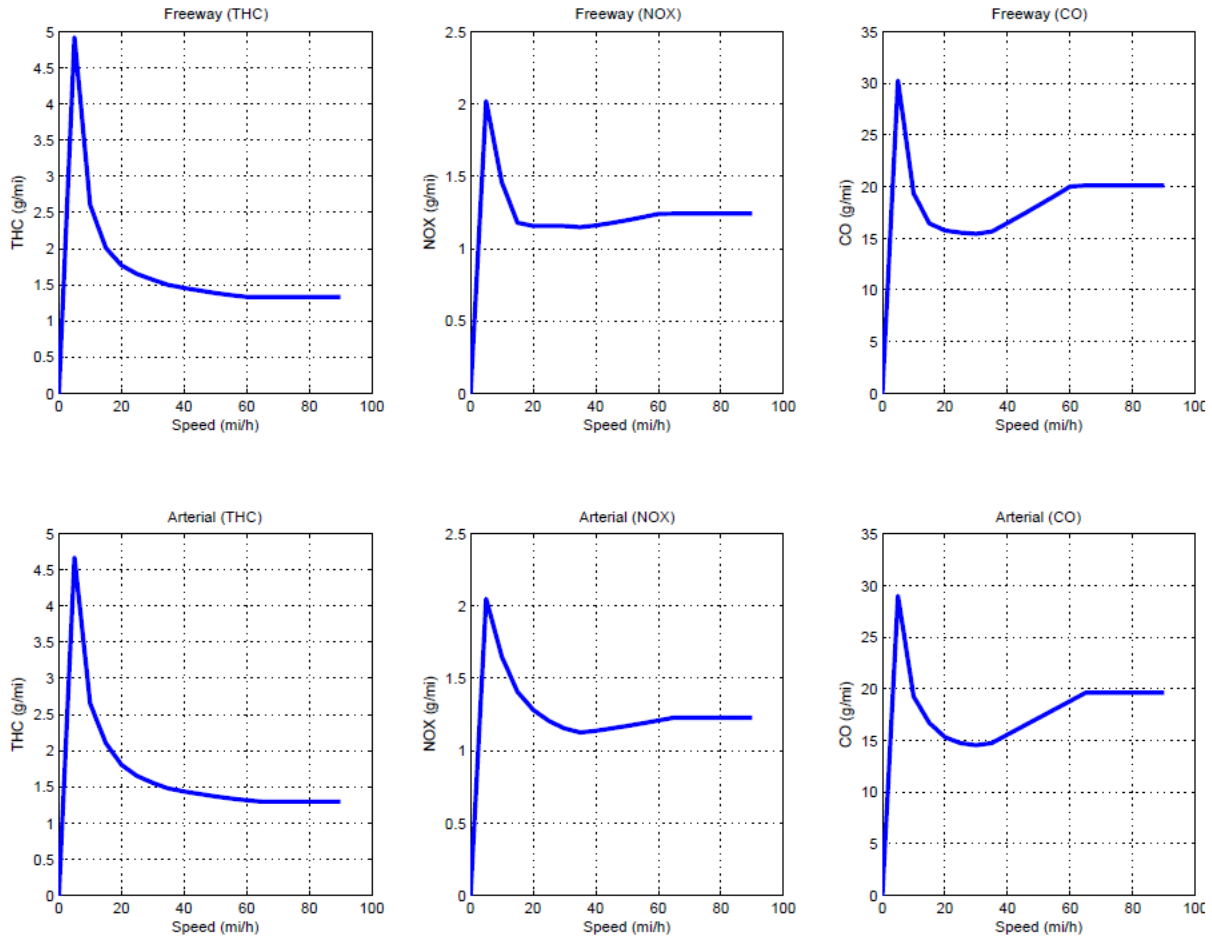 Freeway (THC)
5
4.5
4
3.5
3
2.5
2
1.5
1
0.5
0
THC (g/mi)
0 20 40 60 80 100
Speed (mi/h)
Freeway (NOX)
2.5
2
1.5
1
0.5
0
NOX (g/mi)
0 20 40 60 80 100
Speed (mi/h)
Freeway (CO)
35
30
25
20
15
10
5
0
CO (g/mi)
0 20 40 60 80 100
Speed (mi/h)
Arterial (THC)
5
4.5
4
3.5
3
2.5
2
1.5
1
0.5
0
THC (g/mi)
0 20 40 60 80 100
Speed (mi/h)
Arterial (NOX)
2.5
2
1.5
1
0.5
0
NOX (g/mi)
0 20 40 60 80 100
Speed (mi/h)
Arterial (CO)
35
30
25
20
15
10
5
0
CO (g/mi)
0 20 40 60 80 100
Speed (mi/h)